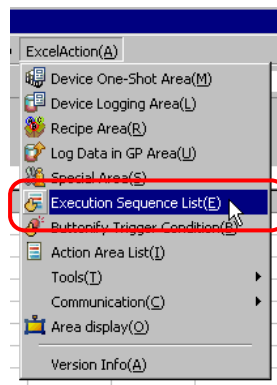 ExcelAction(A)
Device One-Shot Area(M)
Device Logging Area(L)
Recipe Area(R)
Log Data in GP Area(U)
Special Area(S)
Execution Sequence List(E)
Buttonify Trigger Condition(B)
Action Area List(I)
Tools(T)
Communication(C)
Area display(O)
Version Info(A)